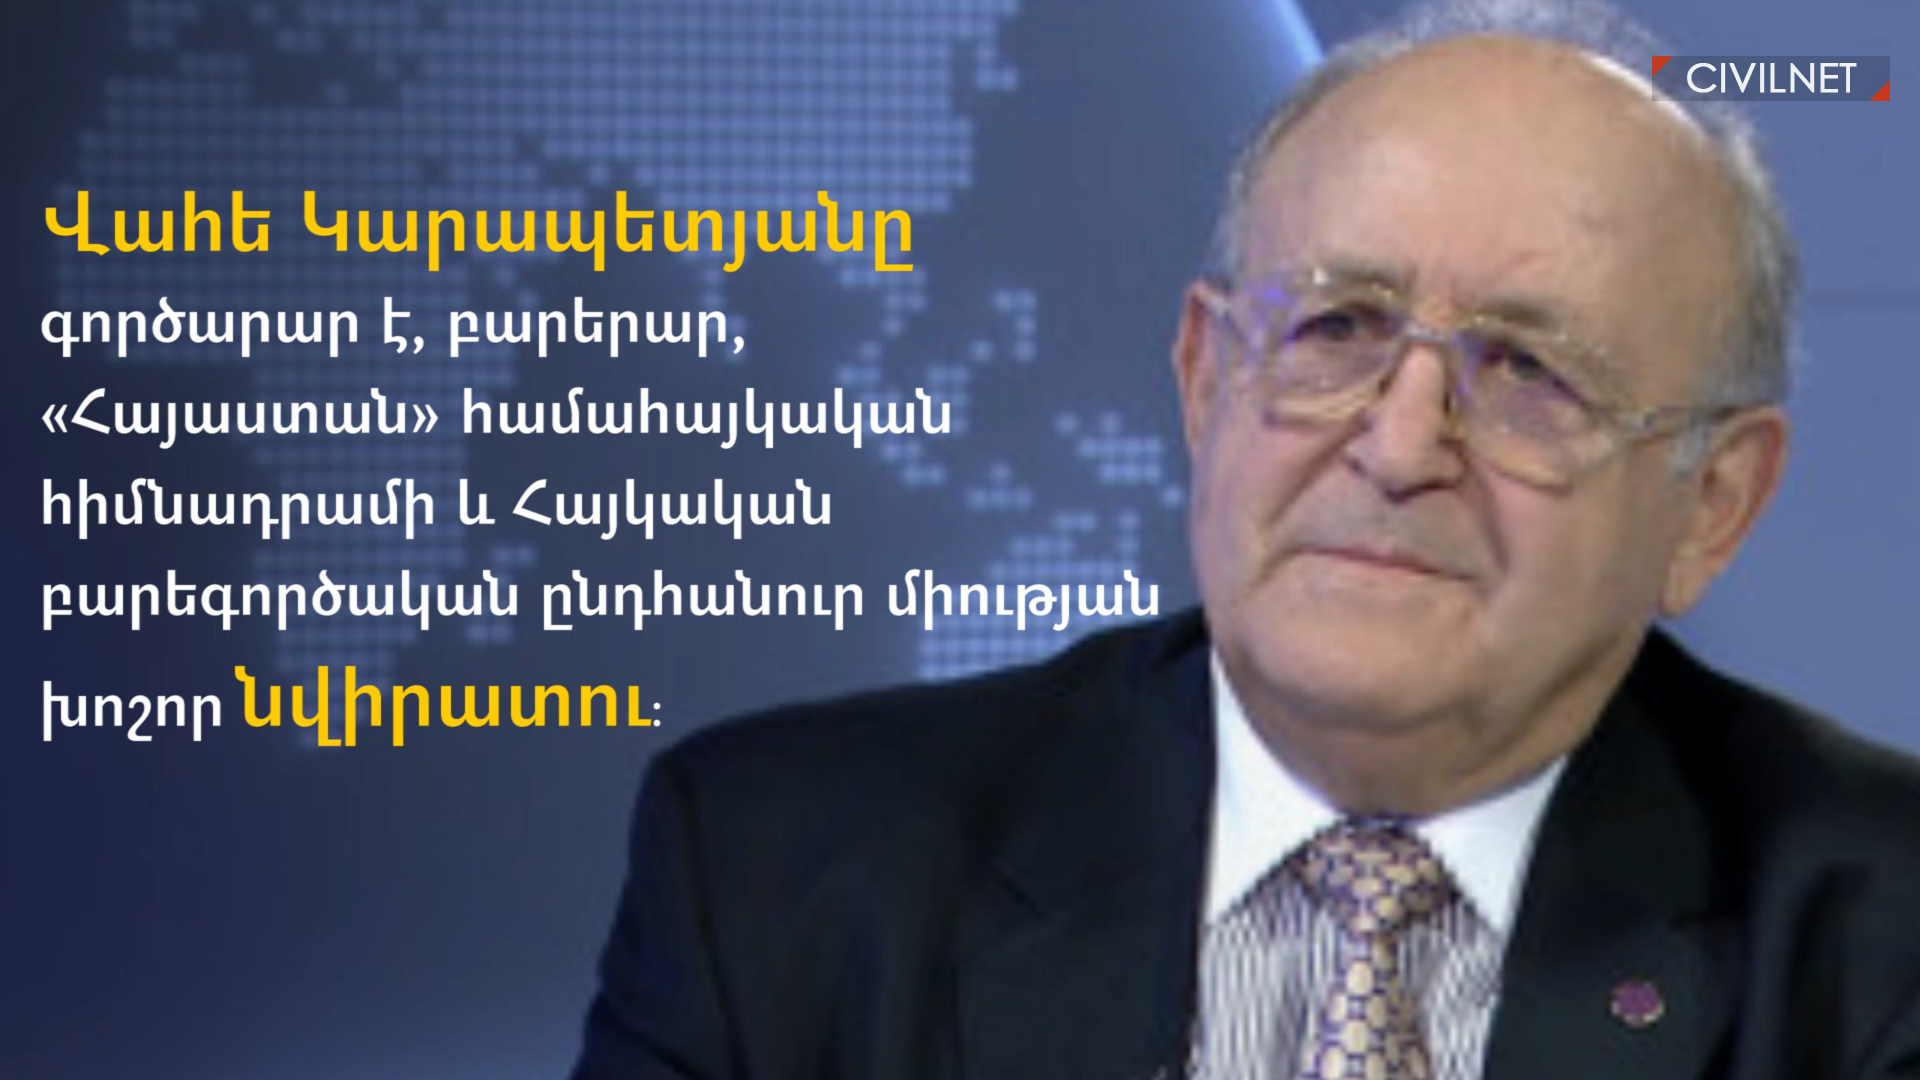 CIVILNET
Վահե Կարապետյանը
գործարար է, բարերար,
«Հայաստան» համահայկական
հիմնադրամի և Հայկական
բարեգործական ընդհանուր միության
խոշոր նվիրատու։